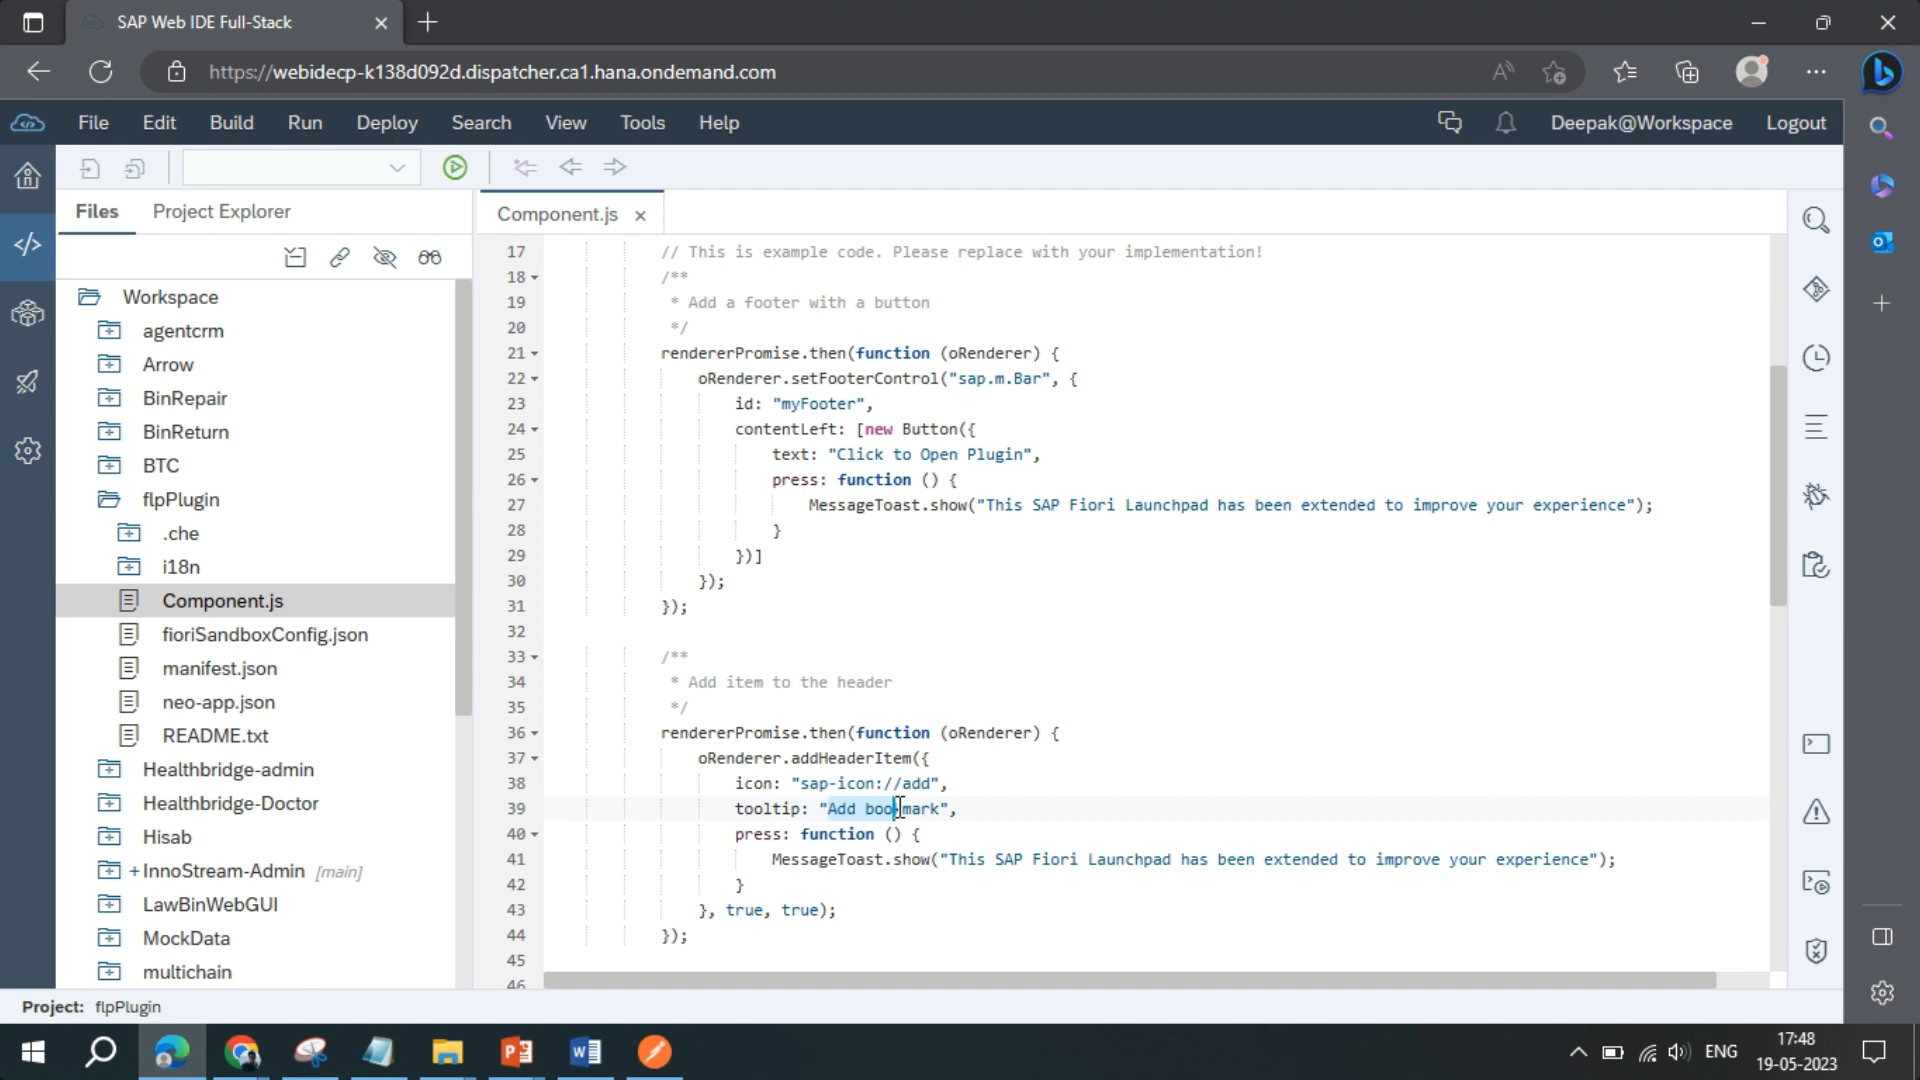 SAP Web IDE Full-Stack
https://webidecp-k138d092d.dispatcher.ca1.hana.ondemand.com
File Edit Build Run Deploy Search View Tools Help Deepak@Workspace Logout
Files Project Explorer
Component.js
Workspace
agentcrm
Arrow
BinRepair
BinReturn
BTC
flpPlugin
.che
i18n
Component.js
fioriSandboxConfig.json
manifest.json
neo-app.json
README.txt
Healthbridge-admin
Healthbridge-Doctor
Hisab
+ InnoStream-Admin [main]
LawBinWebGUI
MockData
multichain
17 // This is example code. Please replace with your implementation!
18 /**
19 * Add a footer with a button
20 */
21 rendererPromise.then(function (oRenderer) {
22 oRenderer.setFooterControl("sap.m.Bar", {
23 id: "myFooter",
24 contentLeft: [new Button({
25 text: "Click to Open Plugin",
26 press: function () {
27 MessageToast.show("This SAP Fiori Launchpad has been extended to improve your experience");
28 }
29 })]
30 });
31 });
32
33 /**
34 * Add item to the header
35 */
36 rendererPromise.then(function (oRenderer) {
37 oRenderer.addHeaderItem({
38 icon: "sap-icon://add",
39 tooltip: "Add bookmark",
40 press: function () {
41 MessageToast.show("This SAP Fiori Launchpad has been extended to improve your experience");
42 }
43 }, true, true);
44 });
45
46
Project: flpPlugin
ENG
17:48
19-05-2023